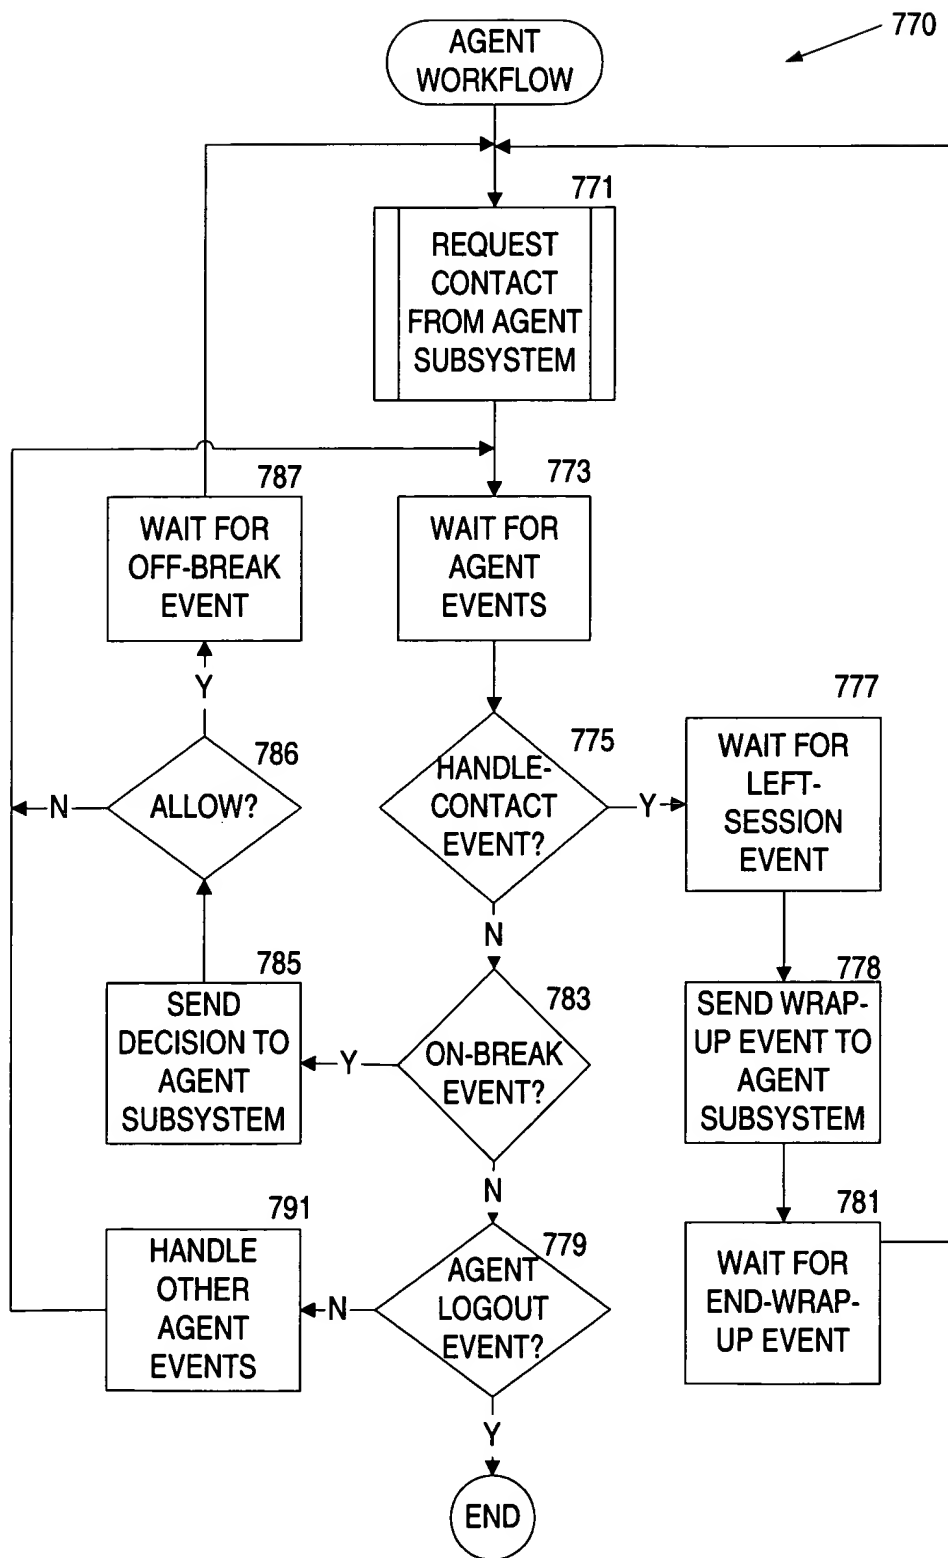 770
AGENT
WORKFLOW
771
REQUEST
CONTACT
FROM AGENT
SUBSYSTEM
787
WAIT FOR
OFF-BREAK
EVENT
773
WAIT FOR
AGENT
EVENTS
Y
786
ALLOW?
N
775
HANDLE-
CONTACT
EVENT?
Y
N
777
WAIT FOR
LEFT-
SESSION
EVENT
785
SEND
DECISION TO
AGENT
SUBSYSTEM
783
ON-BREAK
EVENT?
Y
N
778
SEND WRAP-
UP EVENT TO
AGENT
SUBSYSTEM
791
HANDLE
OTHER
AGENT
EVENTS
779
AGENT
LOGOUT
EVENT?
N
Y
781
WAIT FOR
END-WRAP-
UP EVENT
END